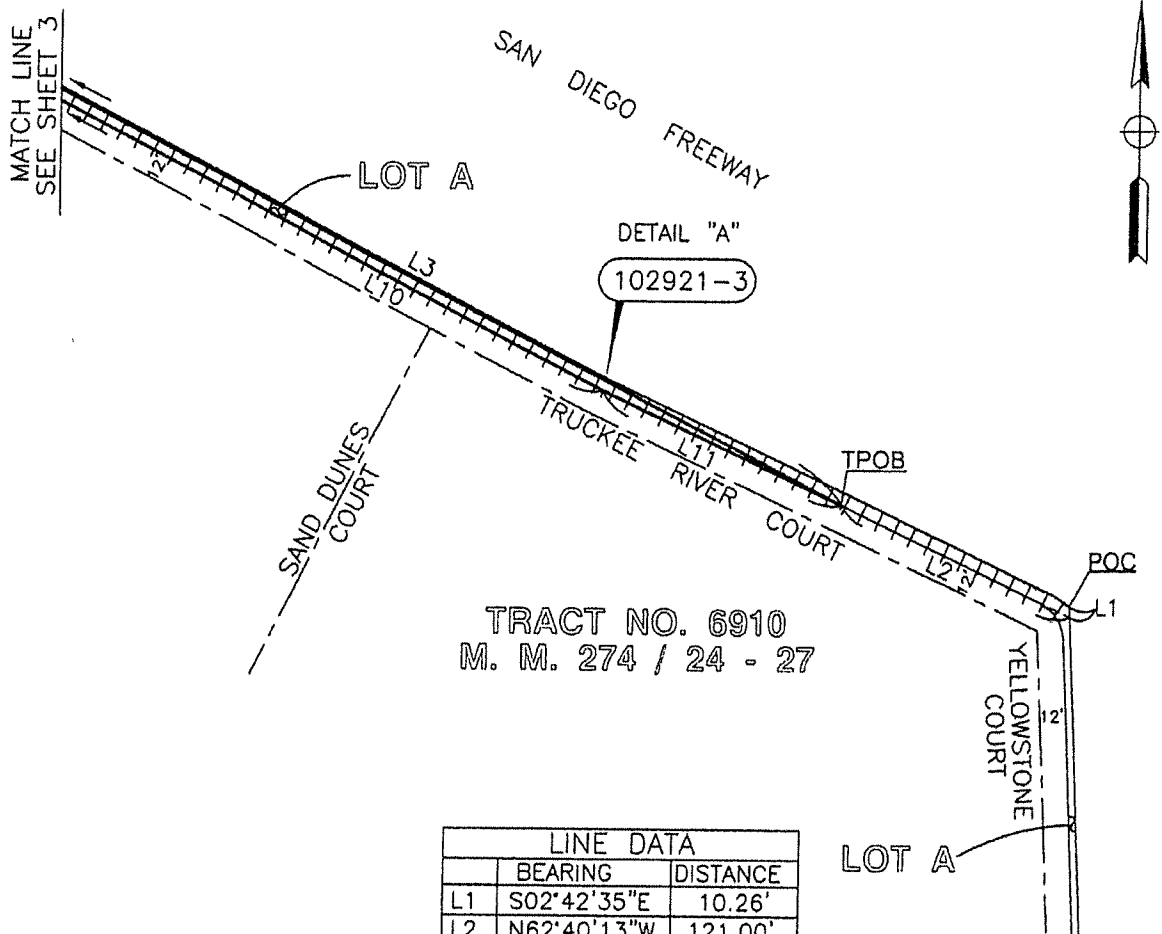 MATCH LINE
SEE SHEET 3
SAN DIEGO FREEWAY
LOT A
DETAIL "A"
102921-3
12'
L3
L10
TRUCKEE RIVER COURT
L11
TPOB
SAND DUNES
COURT
L2
12'
POC
L1
TRACT NO. 6910
M. M. 274 / 24 - 27
YELLOWSTONE
COURT
12'
LOT A
LINE DATA
BEARING DISTANCE
L1 S02°42'35"E 10.26'
L2 N62°40'13"W 121.00'